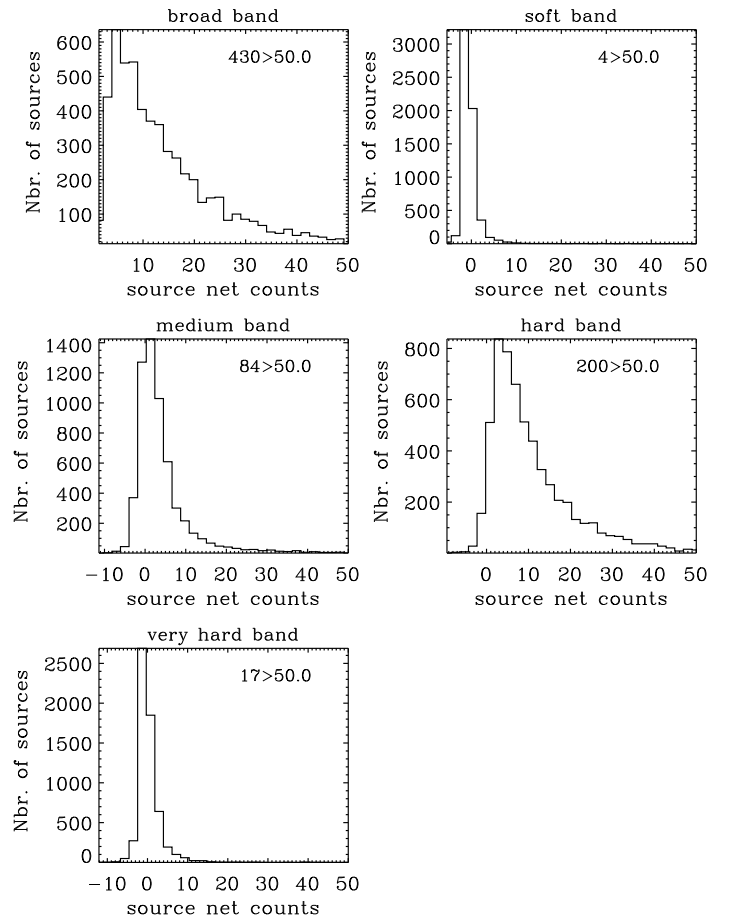 broad band
430>50.0
Nbr. of sources
600
500
400
300
200
100
10 20 30 40 50
source net counts
soft band
4>50.0
Nbr. of sources
3000
2500
2000
1500
1000
500
0
0 10 20 30 40 50
source net counts
medium band
84>50.0
Nbr. of sources
1400
1200
1000
800
600
400
200
−10 0 10 20 30 40 50
source net counts
hard band
200>50.0
Nbr. of sources
800
600
400
200
0 10 20 30 40 50
source net counts
very hard band
17>50.0
Nbr. of sources
2500
2000
1500
1000
500
0
−10 0 10 20 30 40 50
source net counts